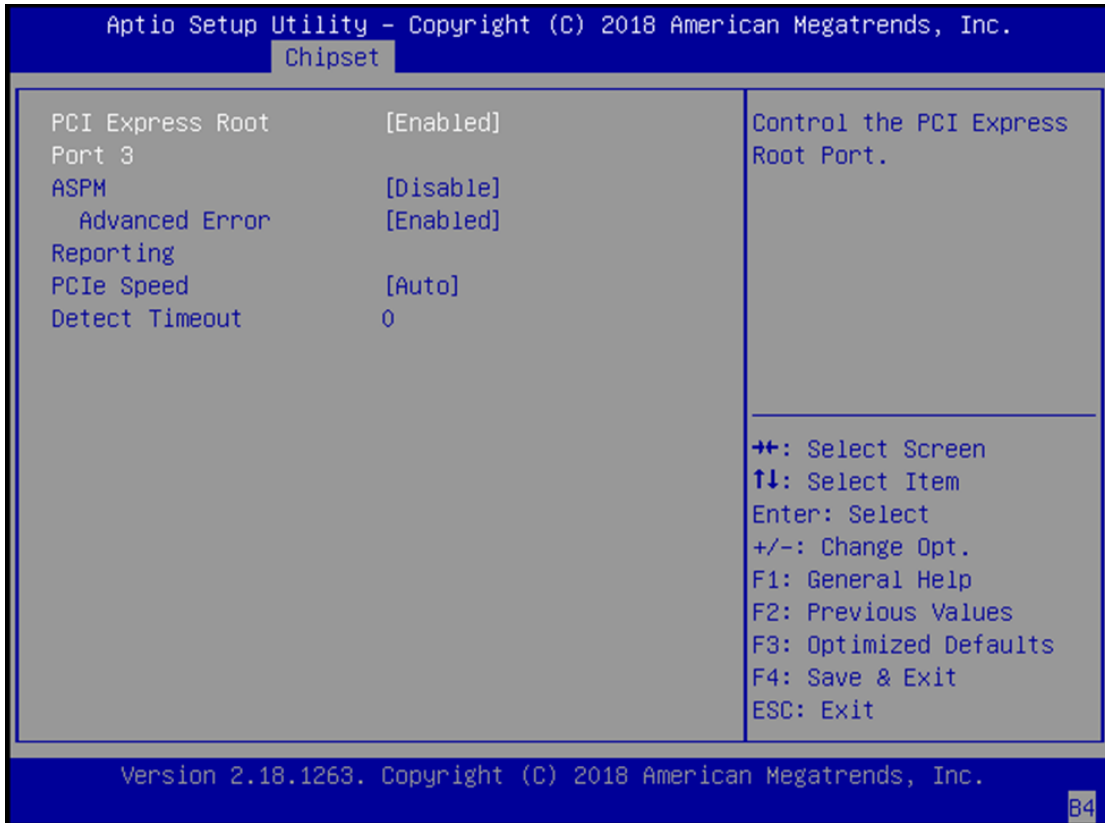 Aptio Setup Utility – Copyright (C) 2018 American Megatrends, Inc.
Chipset
PCI Express Root [Enabled]
Port 3
ASPM [Disable]
Advanced Error [Enabled]
Reporting
PCIe Speed [Auto]
Detect Timeout 0
Control the PCI Express
Root Port.
→←: Select Screen
↑↓: Select Item
Enter: Select
+/-: Change Opt.
F1: General Help
F2: Previous Values
F3: Optimized Defaults
F4: Save & Exit
ESC: Exit
Version 2.18.1263. Copyright (C) 2018 American Megatrends, Inc.
B4